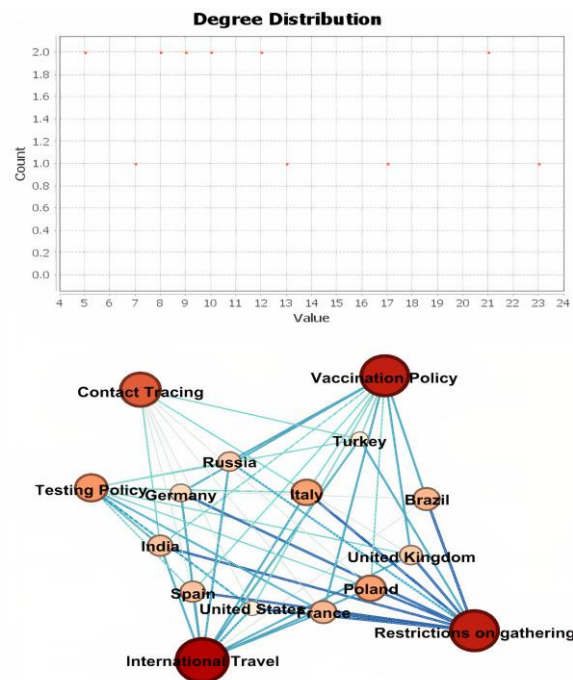 Degree Distribution
2.0
1.8
1.6
1.4
1.2
1.0
0.8
0.6
0.4
0.2
0.0
Count
4 5 6 7 8 9 10 11 12 13 14 15 16 17 18 19 20 21 22 23 24
Value
Contact Tracing
Vaccination Policy
Turkey
Russia
Testing Policy
Germany
Italy
Brazil
India
United Kingdom
Spain
Poland
United States
France
Restrictions on gathering
International Travel